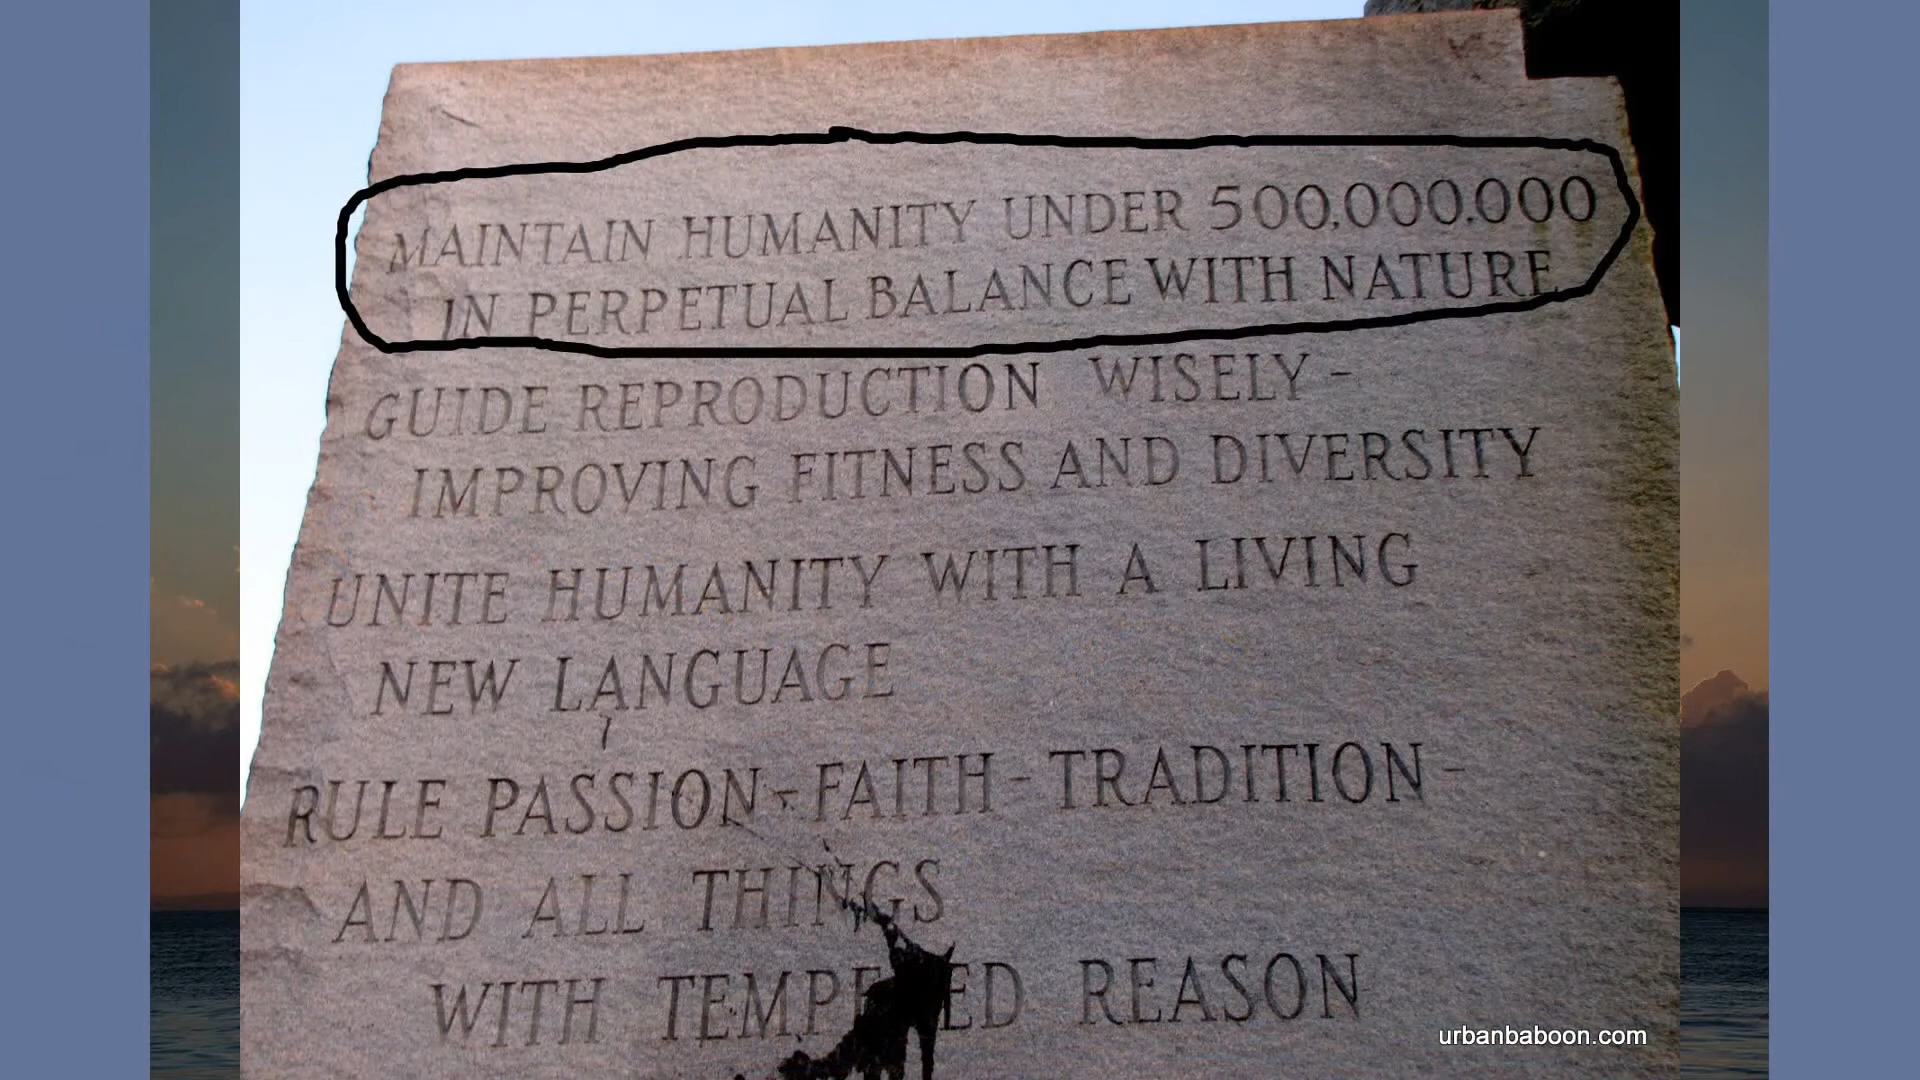 MAINTAIN HUMANITY UNDER 500,000,000
IN PERPETUAL BALANCE WITH NATURE
GUIDE REPRODUCTION WISELY -
IMPROVING FITNESS AND DIVERSITY
UNITE HUMANITY WITH A LIVING
NEW LANGUAGE
RULE PASSION - FAITH - TRADITION -
AND ALL THINGS
WITH TEMPERED REASON
urbanbaboon.com